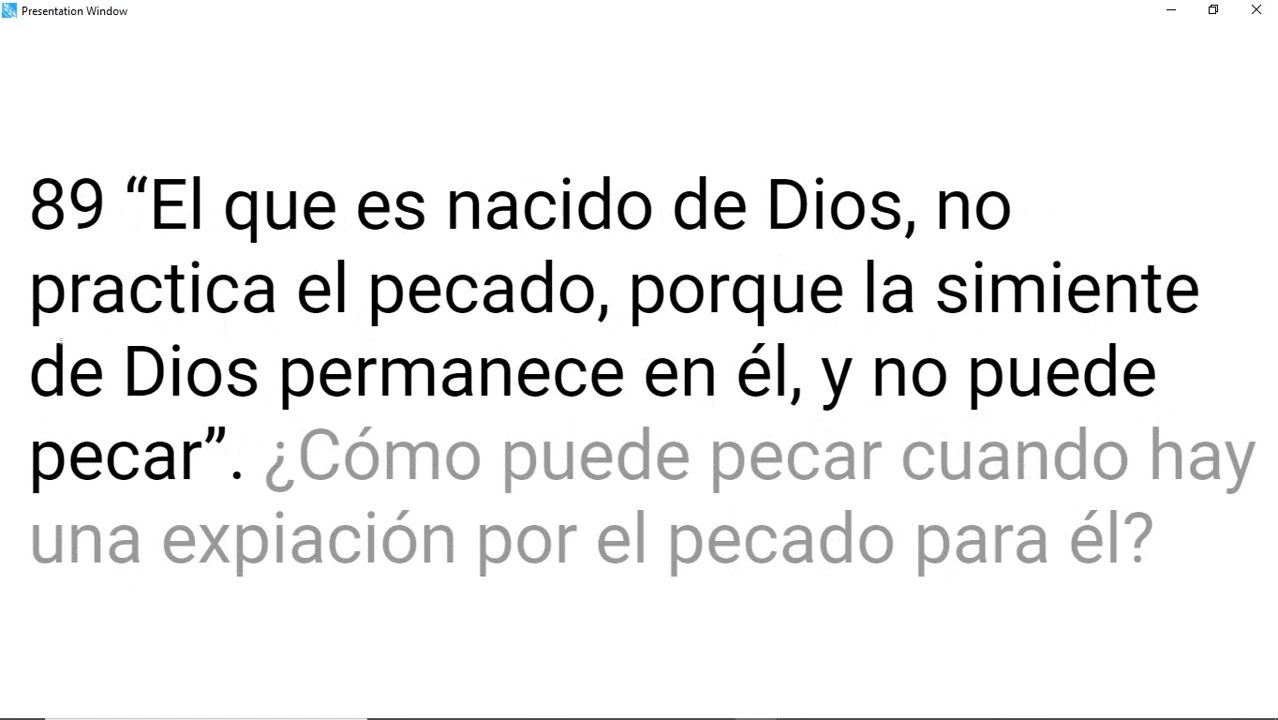 Presentation Window
89 “El que es nacido de Dios, no
practica el pecado, porque la simiente
de Dios permanece en él, y no puede
pecar”. ¿Cómo puede pecar cuando hay
una expiación por el pecado para él?